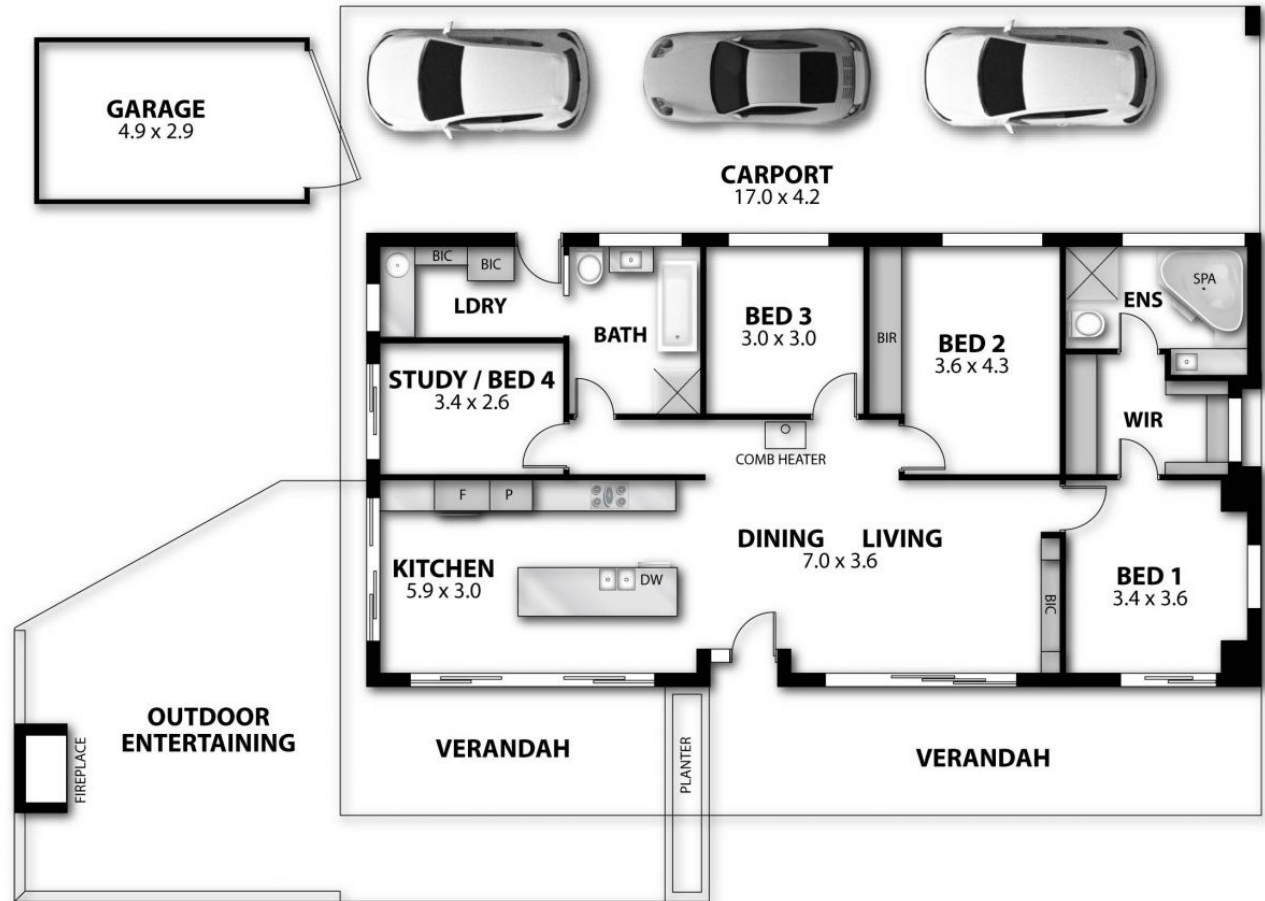 GARAGE
4.9 x 2.9
CARPORT
17.0 x 4.2
BIC
BIC
LDRY
BATH
BED 3
3.0 x 3.0
BIR
BED 2
3.6 x 4.3
ENS
SPA
STUDY / BED 4
3.4 x 2.6
WIR
COMB HEATER
F
P
KITCHEN
5.9 x 3.0
DW
DINING LIVING
7.0 x 3.6
BIC
BED 1
3.4 x 3.6
OUTDOOR
ENTERTAINING
FIREPLACE
VERANDAH
PLANTER
VERANDAH